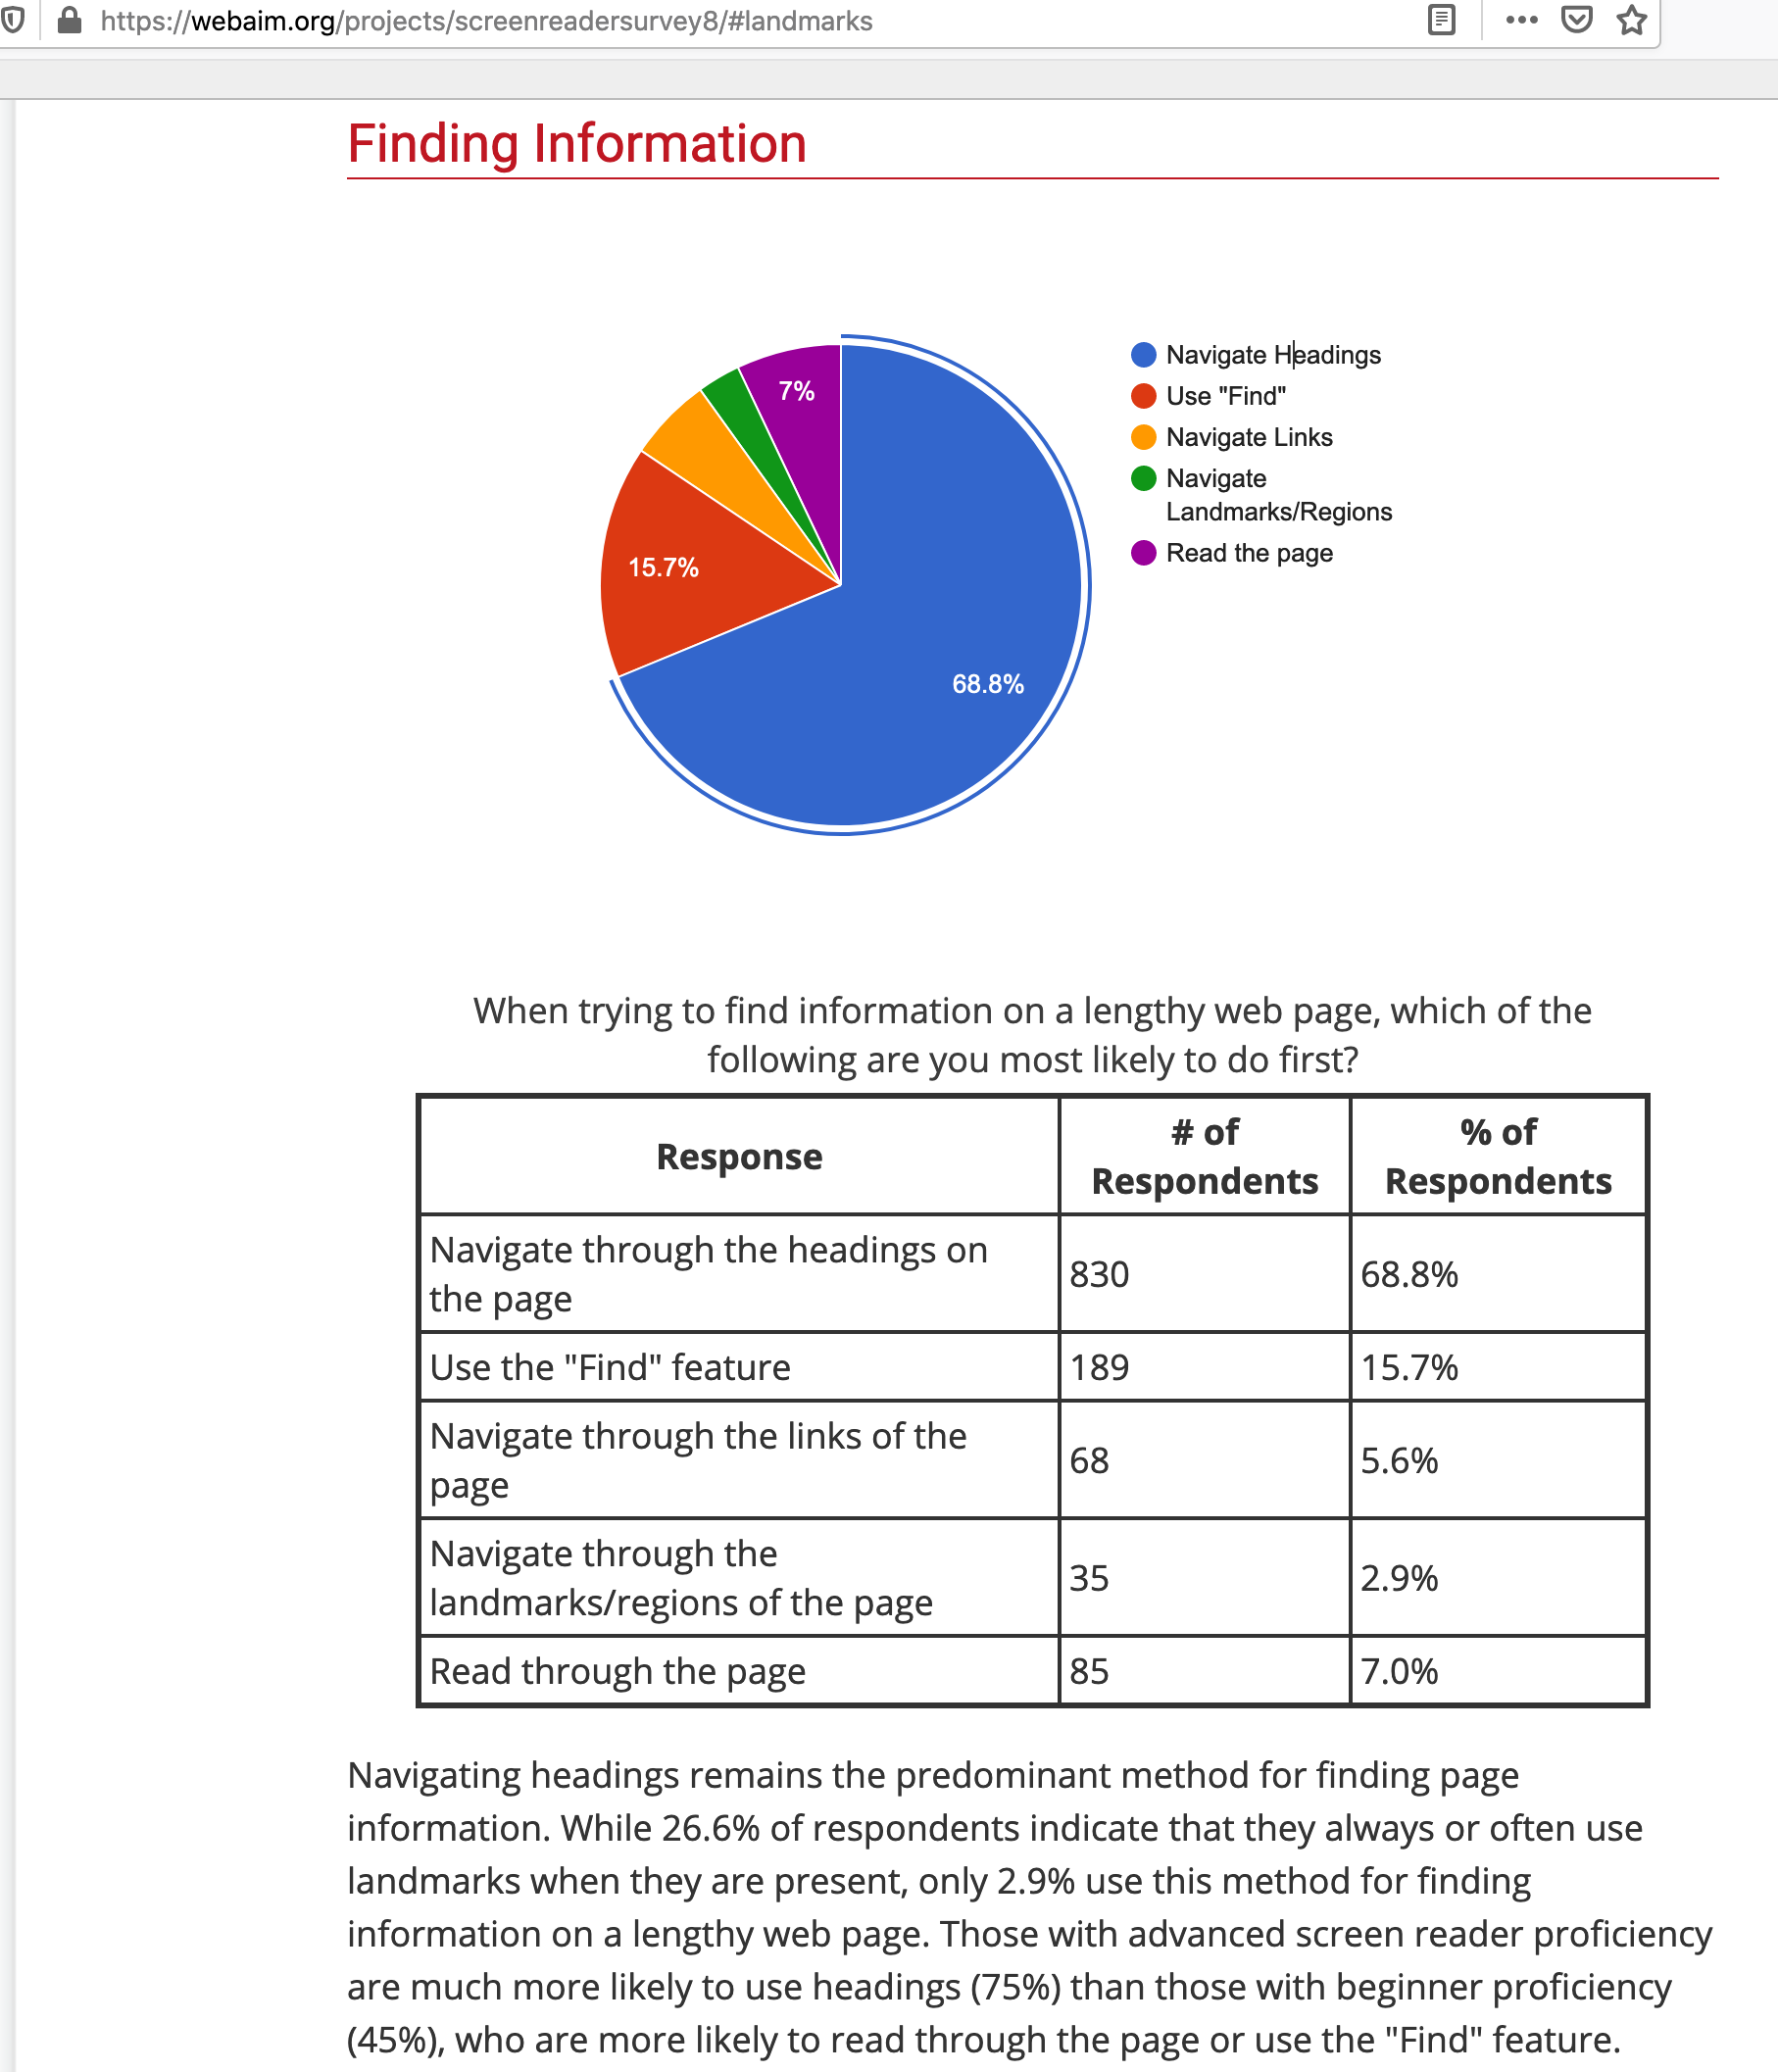 https://webaim.org/projects/screenreadersurvey8/#landmarks
Finding Information
7%
15.7%
68.8%
Navigate Headings
Use "Find"
Navigate Links
Navigate
Landmarks/Regions
Read the page
When trying to find information on a lengthy web page, which of the
following are you most likely to do first?
Response
# of
Respondents
% of
Respondents
Navigate through the headings on
the page
830
68.8%
Use the "Find" feature
189
15.7%
Navigate through the links of the
page
68
5.6%
Navigate through the
landmarks/regions of the page
35
2.9%
Read through the page
85
7.0%
Navigating headings remains the predominant method for finding page
information. While 26.6% of respondents indicate that they always or often use
landmarks when they are present, only 2.9% use this method for finding
information on a lengthy web page. Those with advanced screen reader proficiency
are much more likely to use headings (75%) than those with beginner proficiency
(45%), who are more likely to read through the page or use the "Find" feature.